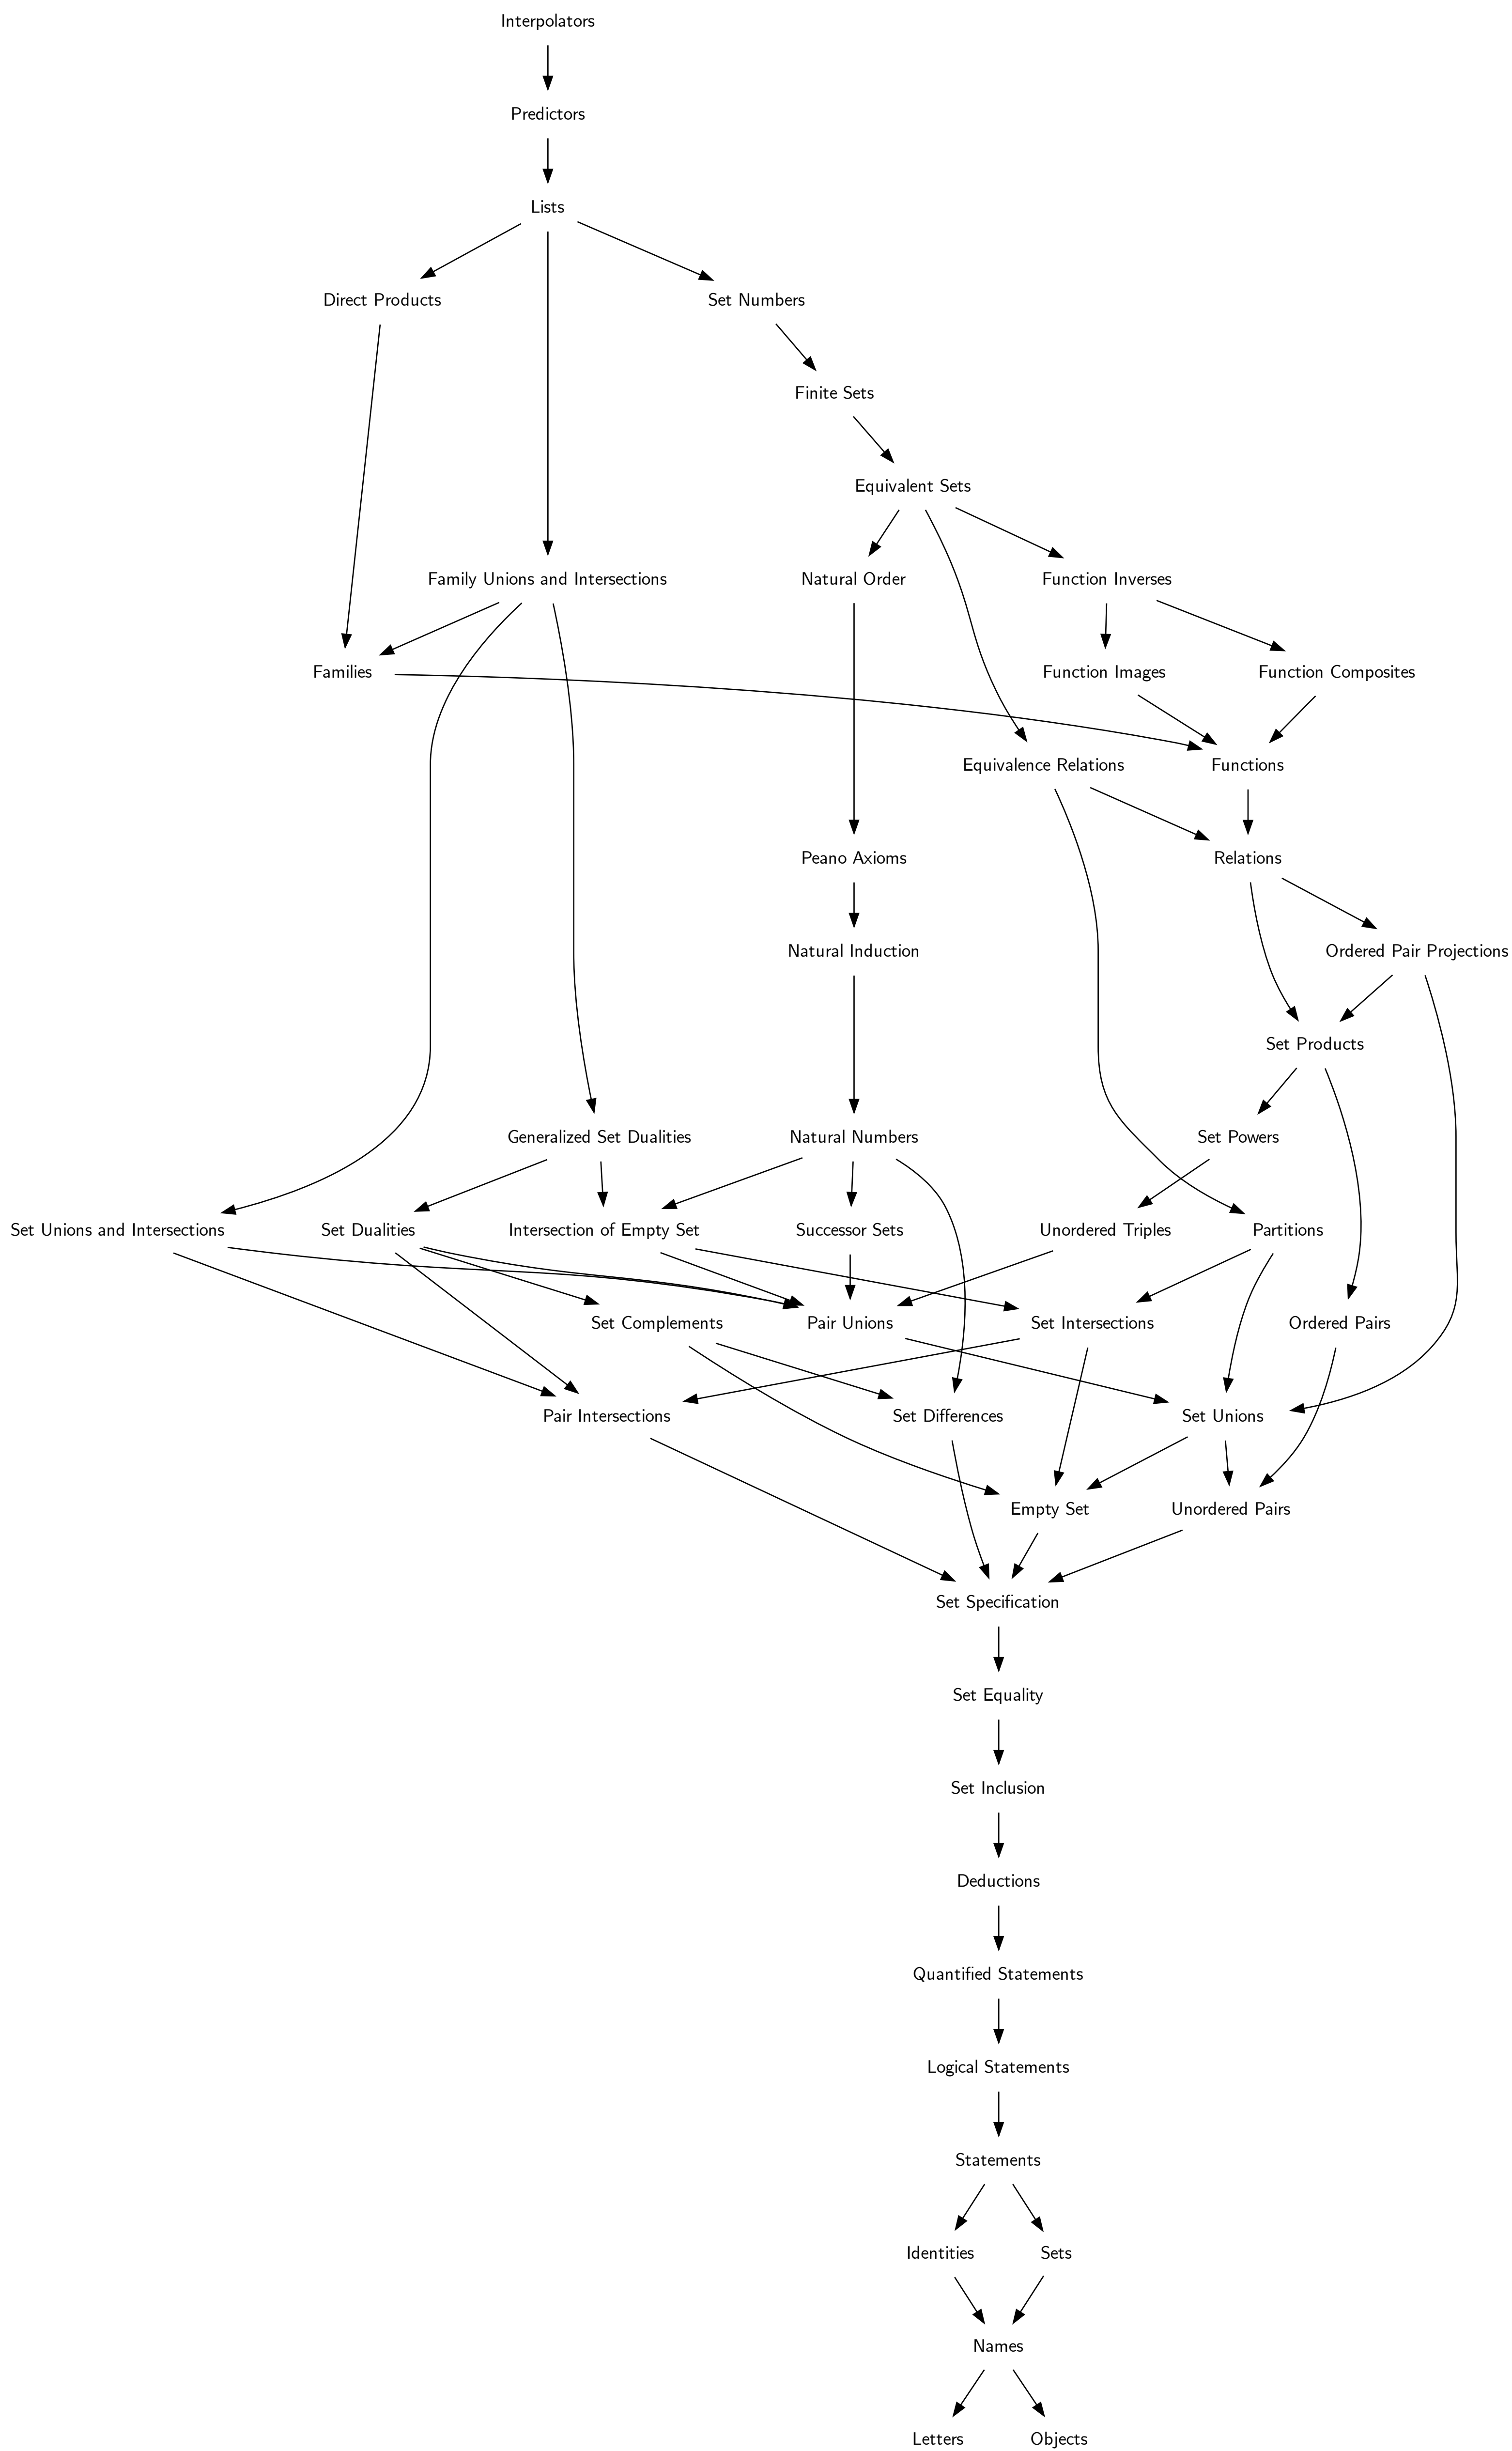 Interpolators
Predictors
Lists
Direct Products
Set Numbers
Finite Sets
Equivalent Sets
Family Unions and Intersections
Natural Order
Function Inverses
Families
Function Images
Function Composites
Equivalence Relations
Functions
Peano Axioms
Relations
Natural Induction
Ordered Pair Projections
Set Products
Generalized Set Dualities
Natural Numbers
Set Powers
Set Unions and Intersections
Set Dualities
Intersection of Empty Set
Successor Sets
Unordered Triples
Partitions
Set Complements
Pair Unions
Set Intersections
Ordered Pairs
Pair Intersections
Set Differences
Set Unions
Empty Set
Unordered Pairs
Set Specification
Set Equality
Set Inclusion
Deductions
Quantified Statements
Logical Statements
Statements
Identities
Sets
Names
Letters
Objects